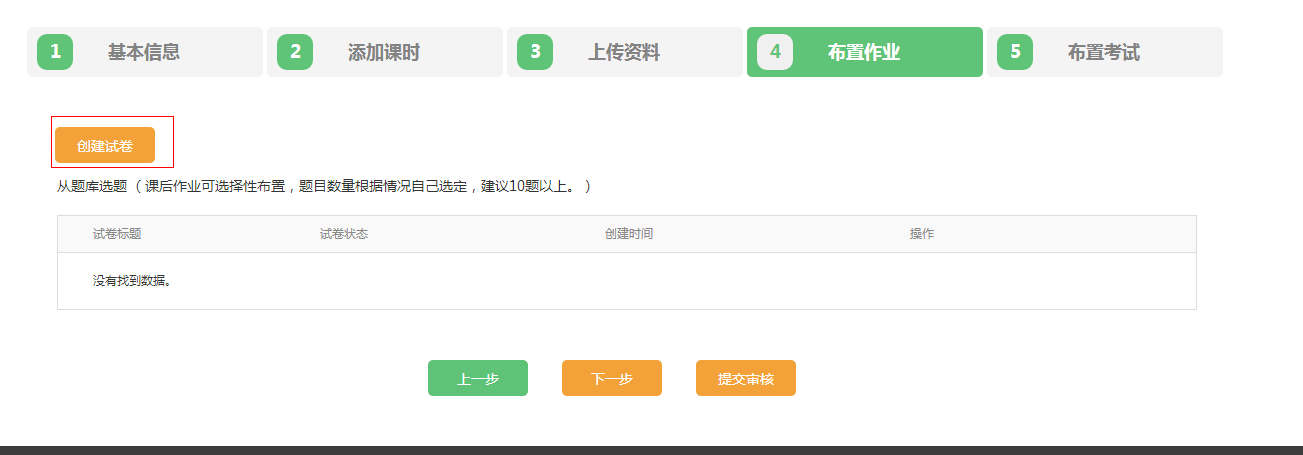 1 基本信息 2 添加课时 3 上传资料 4 布置作业 5 布置考试
创建试卷
从题库选题（ 课后作业可选择性布置，题目数量根据情况自己选定，建议10题以上。 ）
试卷标题 试卷状态 创建时间 操作
没有找到数据。
上一步 下一步 提交审核